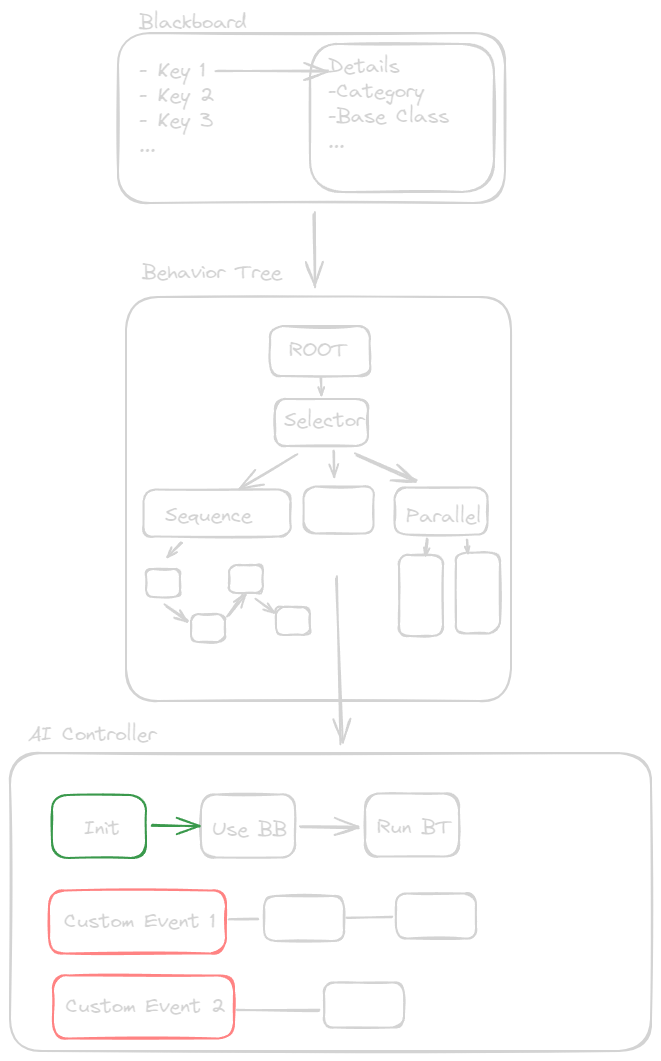 Blackboard
- Key 1
- Key 2
- Key 3
...
Details
-Category
-Base Class
...
Behavior Tree
ROOT
Selector
Sequence
Parallel
AI Controller
Init
Use BB
Run BT
Custom Event 1
Custom Event 2